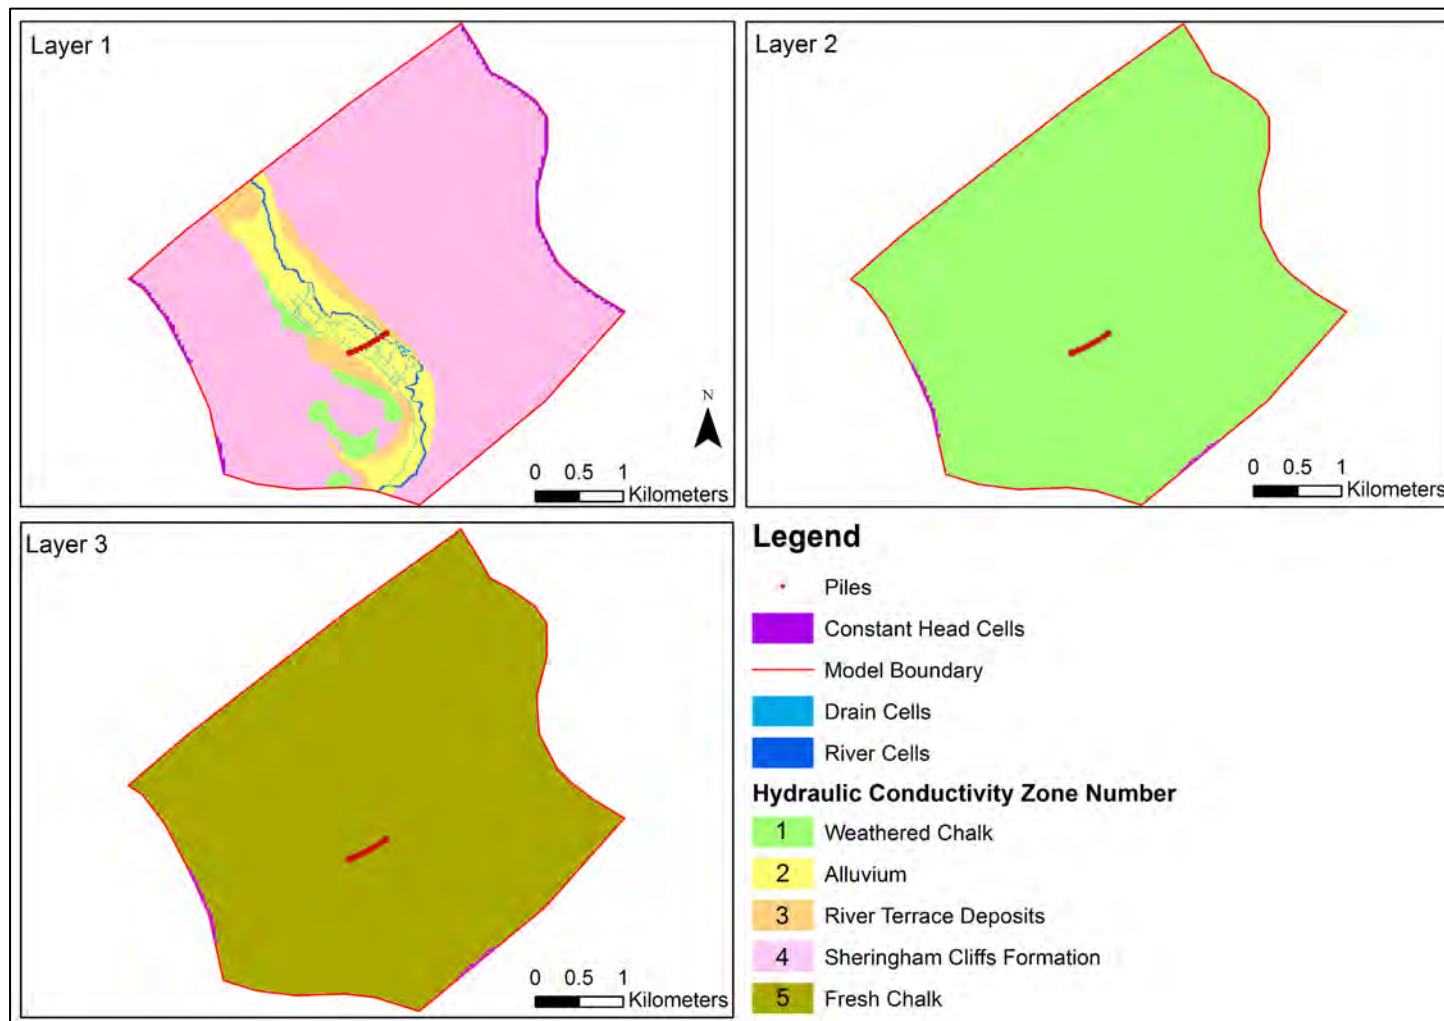 Layer 1
N
0 0.5 1
Kilometers
Layer 2
0 0.5 1
Kilometers
Layer 3
0 0.5 1
Kilometers
Legend
Piles
Constant Head Cells
Model Boundary
Drain Cells
River Cells
Hydraulic Conductivity Zone Number
1 Weathered Chalk
2 Alluvium
3 River Terrace Deposits
4 Sheringham Cliffs Formation
5 Fresh Chalk